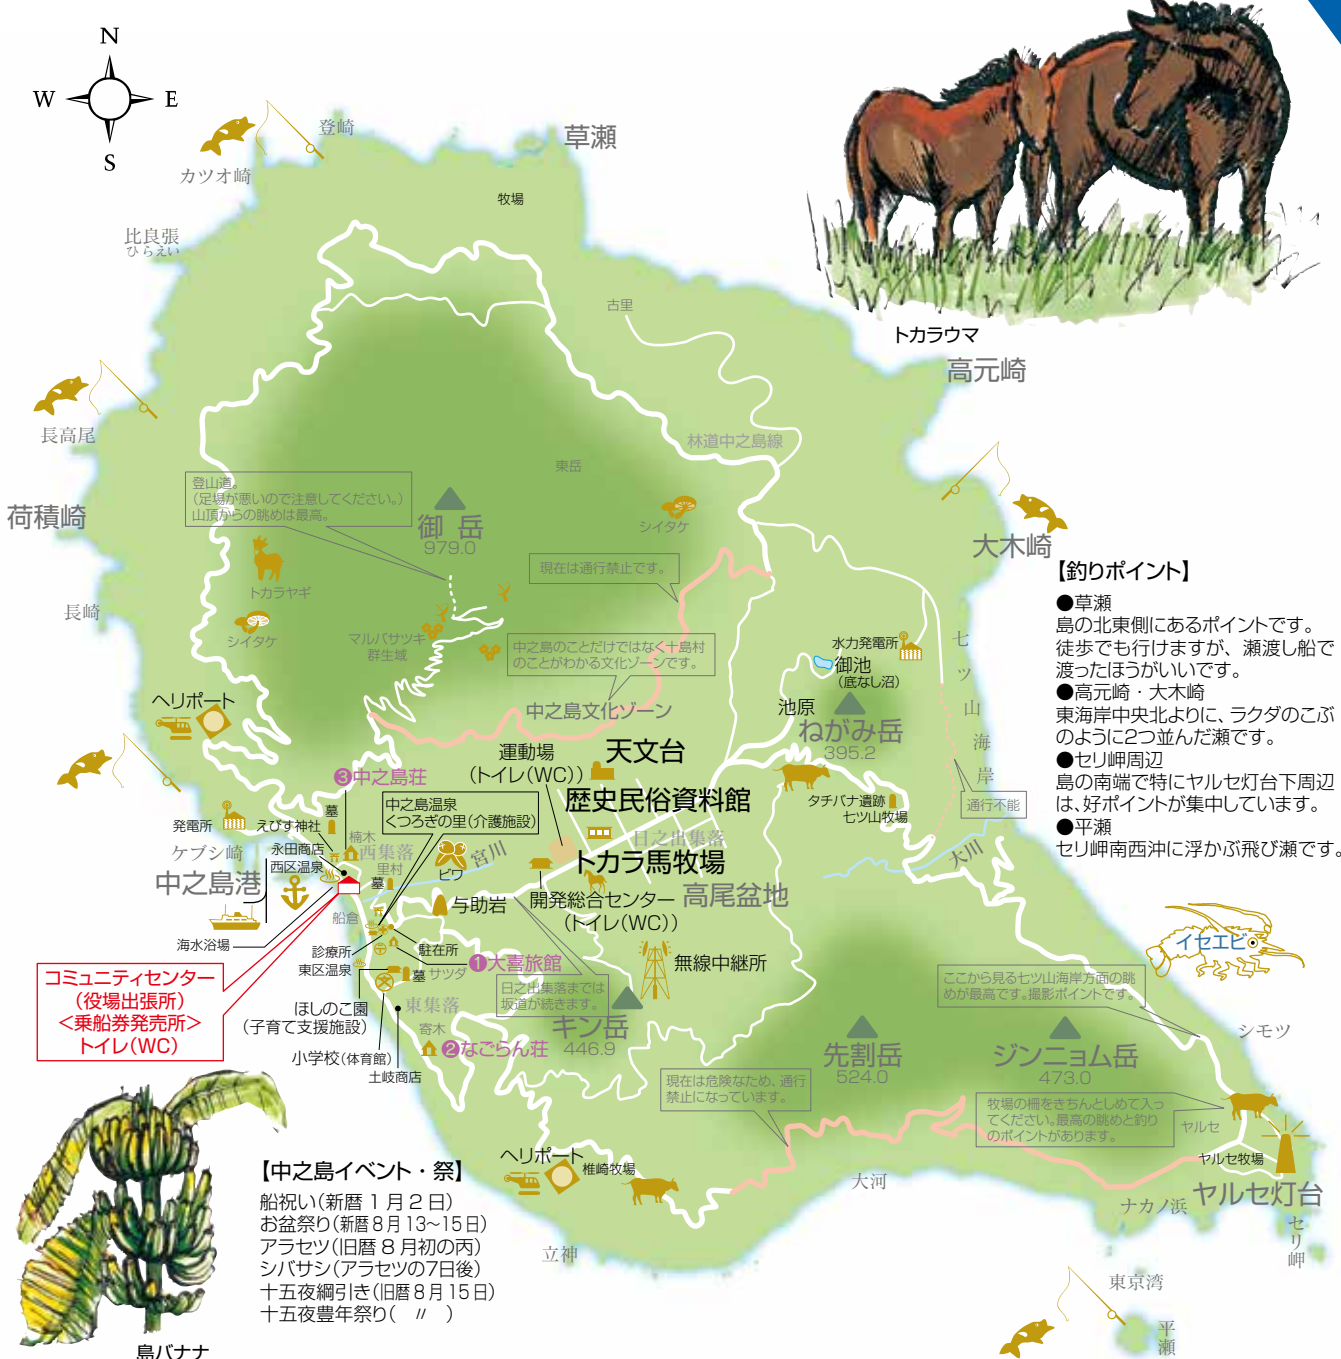 N
W
E
S
登崎
カツオ崎
草瀬
牧場
比良張
ひらえい
古里
トカラウマ
高元崎
長高尾
林道中之島線
東岳
登山道。
(足場が悪いので注意してください。)
山頂からの眺めは最高。
荷積崎
御 岳
979.0
シイタケ
大木崎
現在は通行禁止です。
トカラヤギ
長崎
シイタケ
マルバサツキ
群生域
中之島のことだけではなく十島村
のことがわかる文化ゾーンです。
水力発電所
御池
(底なし沼)
七ツ山海岸
【釣りポイント】
●草瀬
島の北東側にあるポイントです。
徒歩でも行けますが、瀬渡し船で
渡ったほうがいいです。
●高元崎・大木崎
東海岸中央北よりに、ラクダのこぶ
のように2つ並んだ瀬です。
●セリ岬周辺
島の南端で特にヤルセ灯台下周辺
は、好ポイントが集中しています。
●平瀬
セリ岬南西沖に浮かぶ飛び瀬です。
ヘリポート
中之島文化ゾーン
池原
ねがみ岳
395.2
運動場
(トイレ(WC))
天文台
❸中之島荘
中之島温泉
くつろぎの里(介護施設)
歴史民俗資料館
タチバナ遺跡
七ツ山牧場
通行不能
発電所
えびす神社
墓
楠木
永田商店
西集落
ケブシ崎
西区温泉
里村
墓
宮川
ビワ
日之出集落
トカラ馬牧場
大川
中之島港
高尾盆地
与助岩
開発総合センター
(トイレ(WC))
船倉
海水浴場
診療所
駐在所
東区温泉
❶大喜旅館
墓
サツダ
無線中継所
イセエビ
コミュニティセンター
(役場出張所)
<乗船券発売所>
トイレ(WC)
日之出集落までは
坂道が続きます。
ここから見る七ツ山海岸方面の眺
めが最高です。撮影ポイントです。
ほしのこ園
(子育て支援施設)
東集落
寄木
キン岳
446.9
シモツ
小学校(体育館)
❷なごらん荘
土岐商店
先割岳
524.0
ジンニョム岳
473.0
現在は危険なため、通行
禁止になっています。
牧場の柵をきちんとしめて入っ
てください。最高の眺めと釣り
のポイントがあります。
ヤルセ
ヤルセ牧場
ヘリポート
椎崎牧場
大河
ヤルセ灯台
ナカノ浜
セリ岬
【中之島イベント・祭】
船祝い(新暦1月2日)
お盆祭り(新暦8月13~15日)
アラセツ(旧暦8月初の丙)
シバサシ(アラセツの7日後)
十五夜綱引き(旧暦8月15日)
十五夜豊年祭り( 〃 )
立神
東京湾
平瀬
島バナナ